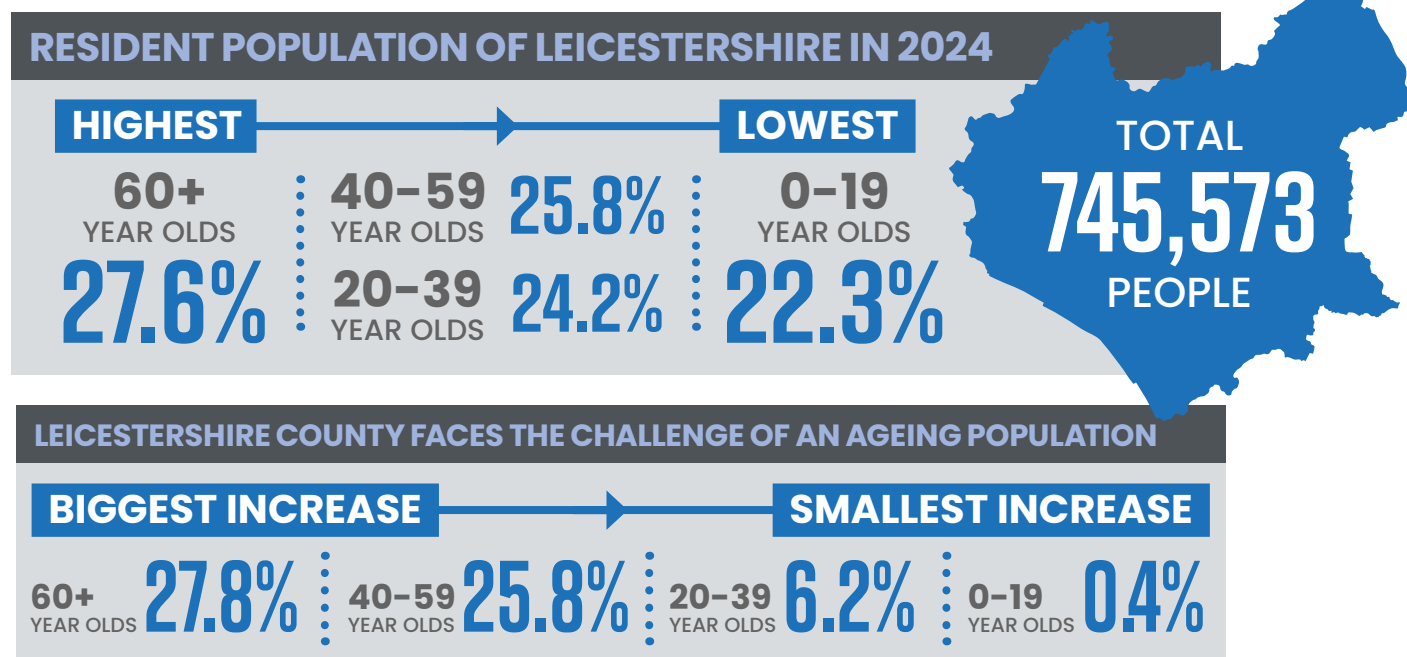 RESIDENT POPULATION OF LEICESTERSHIRE IN 2024
HIGHEST
LOWEST
60+
YEAR OLDS
27.6%
40-59
YEAR OLDS
25.8%
20-39
YEAR OLDS
24.2%
0-19
YEAR OLDS
22.3%
TOTAL
745,573
PEOPLE
LEICESTERSHIRE COUNTY FACES THE CHALLENGE OF AN AGEING POPULATION
BIGGEST INCREASE
SMALLEST INCREASE
60+
YEAR OLDS
27.8%
40-59
YEAR OLDS
25.8%
20-39
YEAR OLDS
6.2%
0-19
YEAR OLDS
0.4%